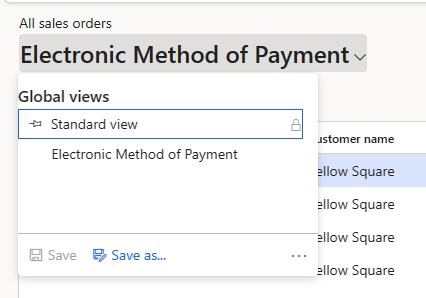 All sales orders
Electronic Method of Payment
Global views
Standard view
Electronic Method of Payment
Save
Save as...
ustomer name
ellow Square
ellow Square
ellow Square
ellow Square